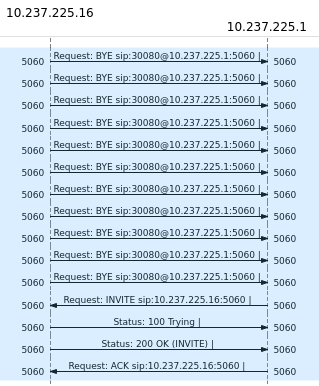 10.237.225.16
10.237.225.1
5060 Request: BYE sip:30080@10.237.225.1:5060 | 5060
5060 Request: BYE sip:30080@10.237.225.1:5060 | 5060
5060 Request: BYE sip:30080@10.237.225.1:5060 | 5060
5060 Request: BYE sip:30080@10.237.225.1:5060 | 5060
5060 Request: BYE sip:30080@10.237.225.1:5060 | 5060
5060 Request: BYE sip:30080@10.237.225.1:5060 | 5060
5060 Request: BYE sip:30080@10.237.225.1:5060 | 5060
5060 Request: BYE sip:30080@10.237.225.1:5060 | 5060
5060 Request: BYE sip:30080@10.237.225.1:5060 | 5060
5060 Request: BYE sip:30080@10.237.225.1:5060 | 5060
5060 Request: BYE sip:30080@10.237.225.1:5060 | 5060
5060 Request: INVITE sip:10.237.225.16:5060 | 5060
5060 Status: 100 Trying | 5060
5060 Status: 200 OK (INVITE) | 5060
5060 Request: ACK sip:10.237.225.16:5060 | 5060